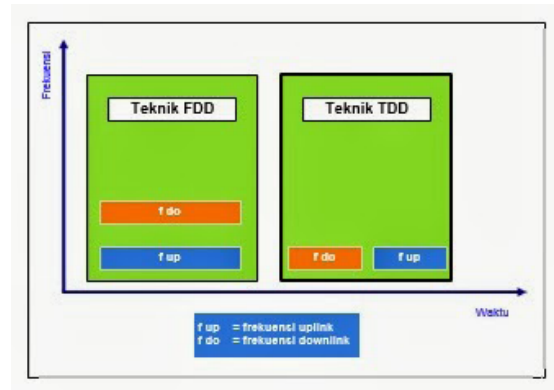 Frekuensi
Teknik FDD
Teknik TDD
f do
f up
f do
f up
Waktu
f up = frekuensi uplink
f do = frekuensi downlink